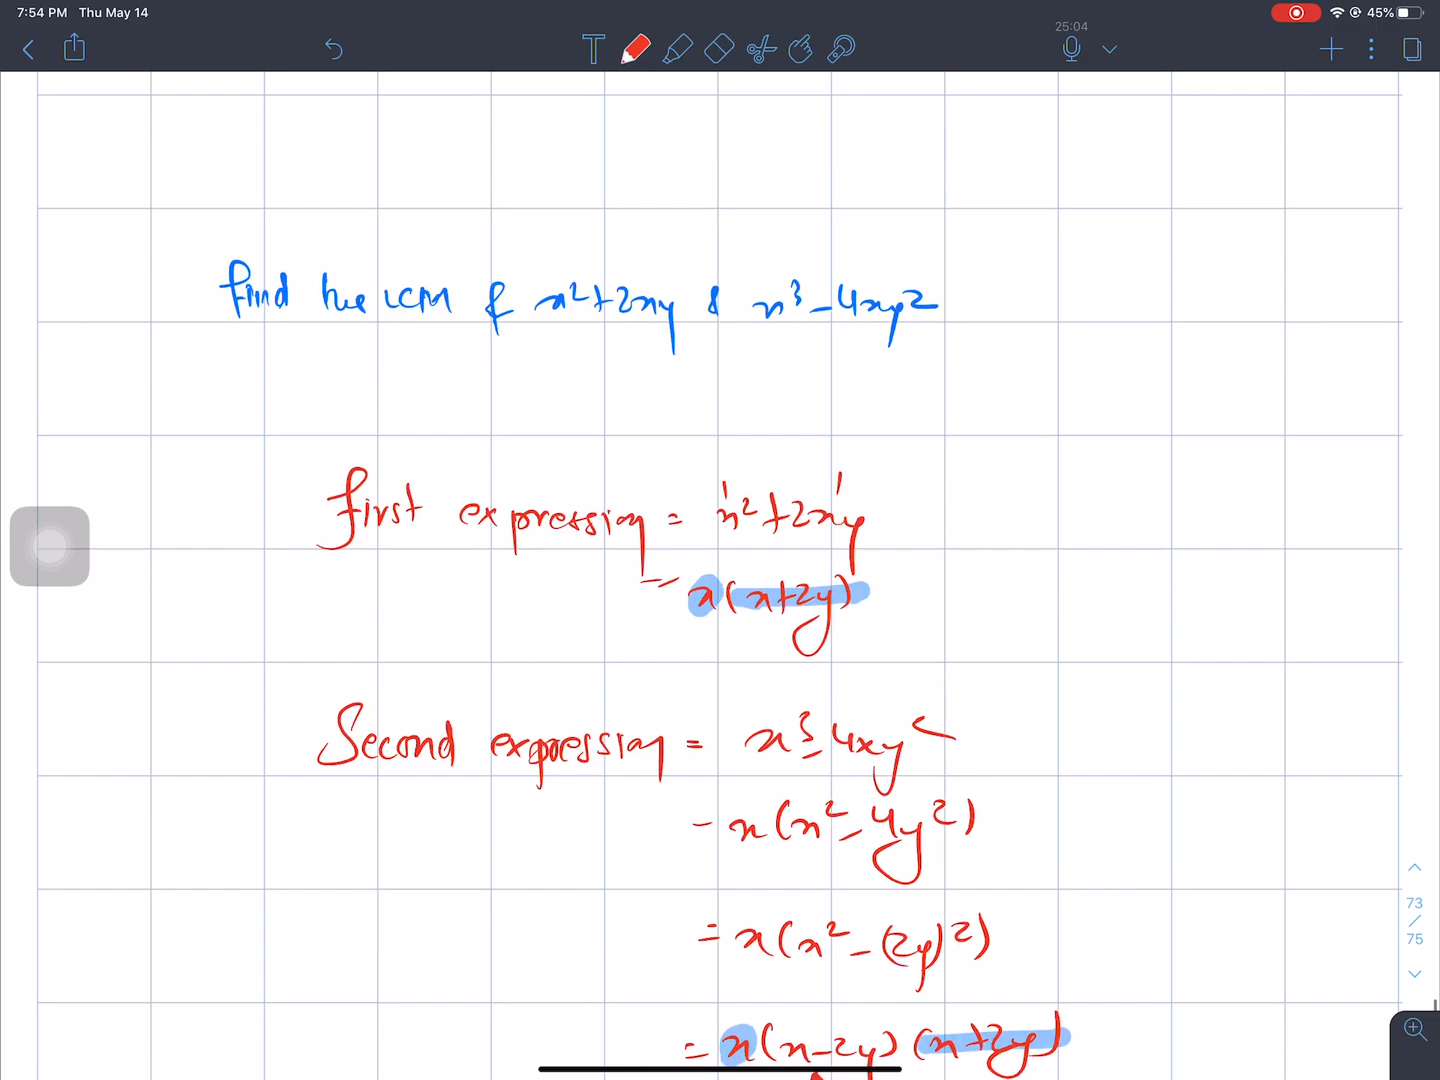 7:54 PM Thu May 14
45%
25:04
find the LCM of x²+2xy & x³-4xy²
first expression = x²+2xy
= x(x+2y)
Second expression = x³-4xy²
= x(x²-4y²)
= x(x²-(2y)²)
= x(x-2y)(x+2y)
73
/
75